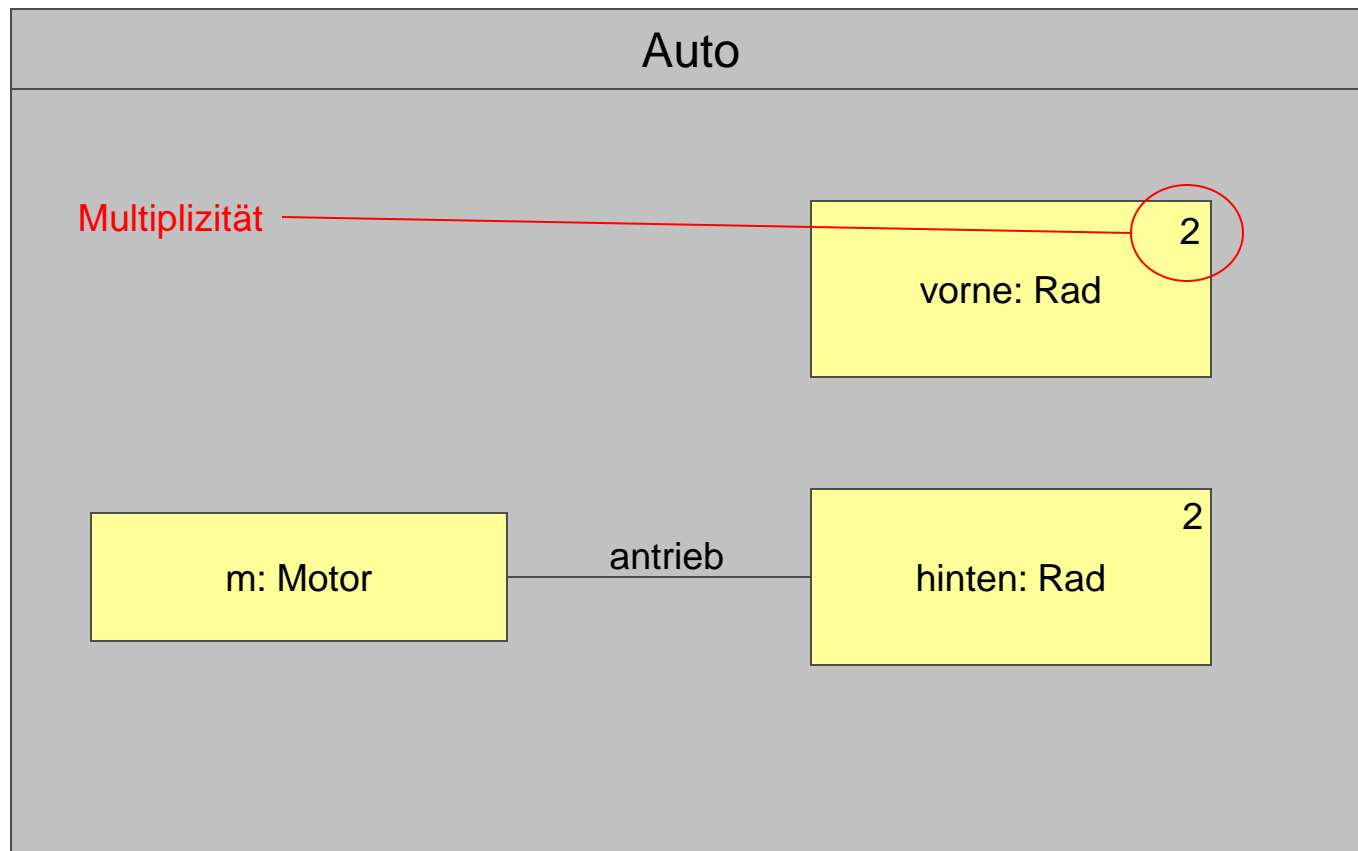 Auto
Multiplizität
2
vorne: Rad
2
antrieb
m: Motor
hinten: Rad